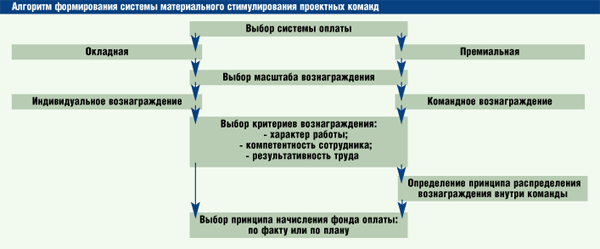 Алгоритм формирования системы материального стимулирования проектных команд
Выбор системы оплаты
Окладная
Премиальная
Выбор масштаба вознаграждения
Индивидуальное вознаграждение
Командное вознаграждение
Выбор критериев вознаграждения:
- характер работы;
- компетентность сотрудника;
- результативность труда
Определение принципа распределения
вознаграждения внутри команды
Выбор принципа начисления фонда оплаты:
по факту или по плану